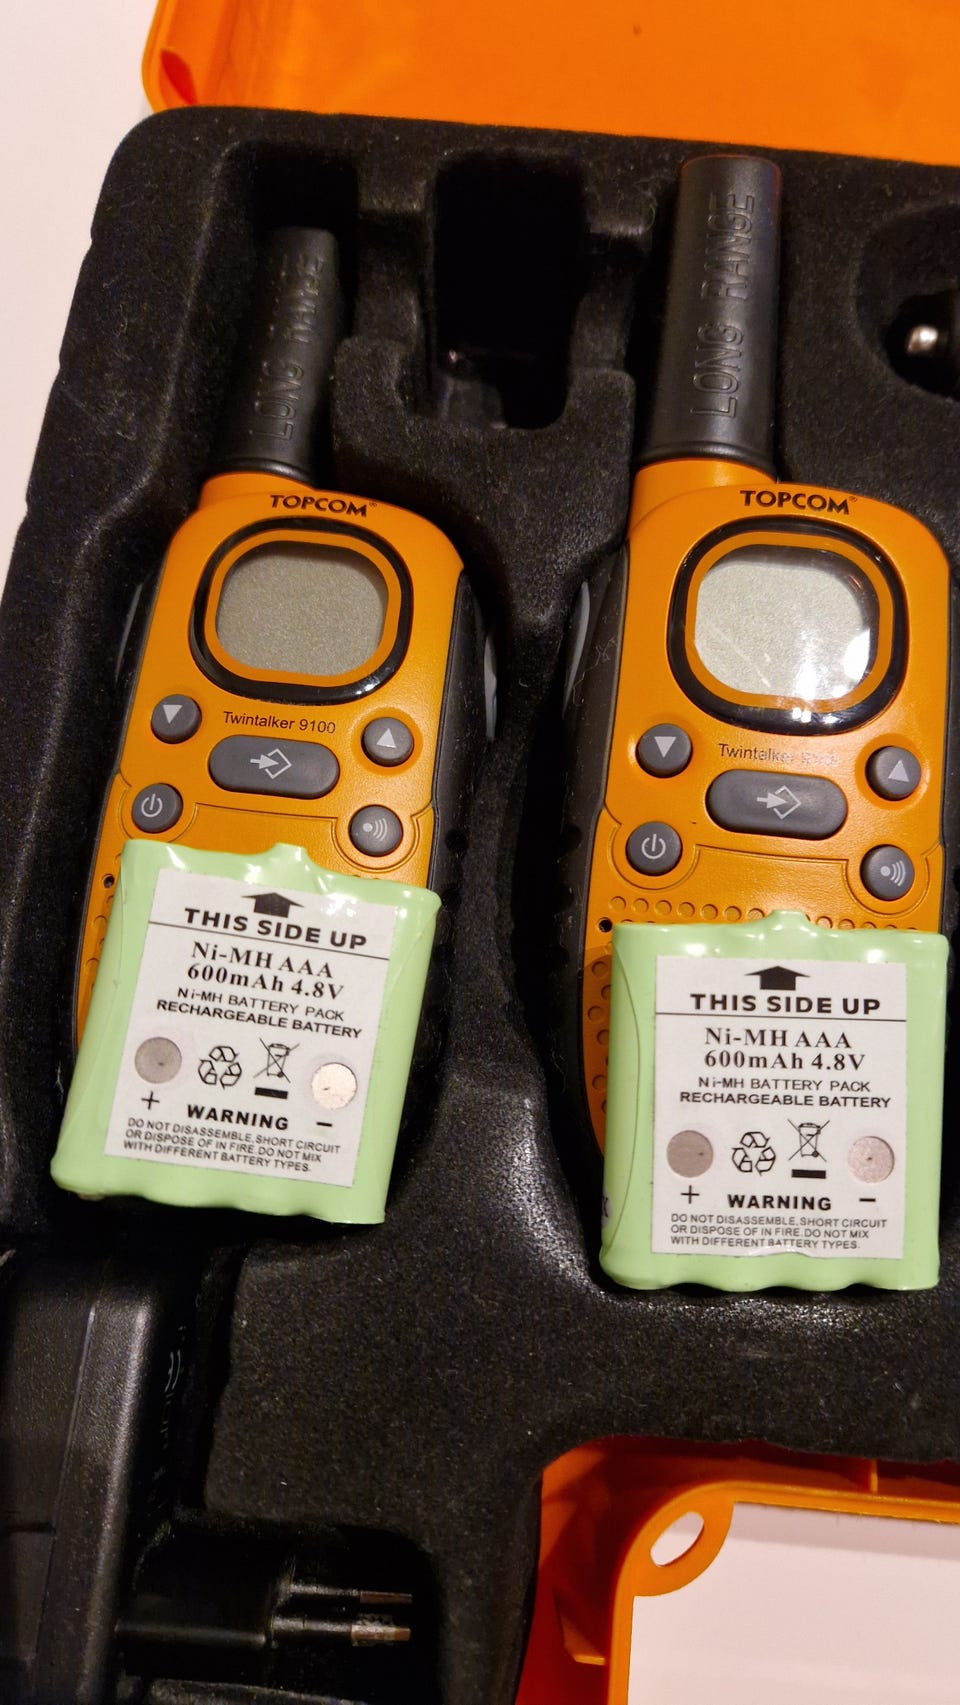 LONG RANGE
TOPCOM®
Twintalker 9100
THIS SIDE UP
Ni-MH AAA
600mAh 4.8V
Ni-MH BATTERY PACK
RECHARGEABLE BATTERY
+ WARNING −
DO NOT DISASSEMBLE,SHORT CIRCUIT
OR DISPOSE OF IN FIRE.DO NOT MIX
WITH DIFFERENT BATTERY TYPES.
LONG RANGE
TOPCOM®
Twintalker
THIS SIDE UP
Ni-MH AAA
600mAh 4.8V
Ni-MH BATTERY PACK
RECHARGEABLE BATTERY
+ WARNING −
DO NOT DISASSEMBLE,SHORT CIRCUIT
OR DISPOSE OF IN FIRE.DO NOT MIX
WITH DIFFERENT BATTERY TYPES.